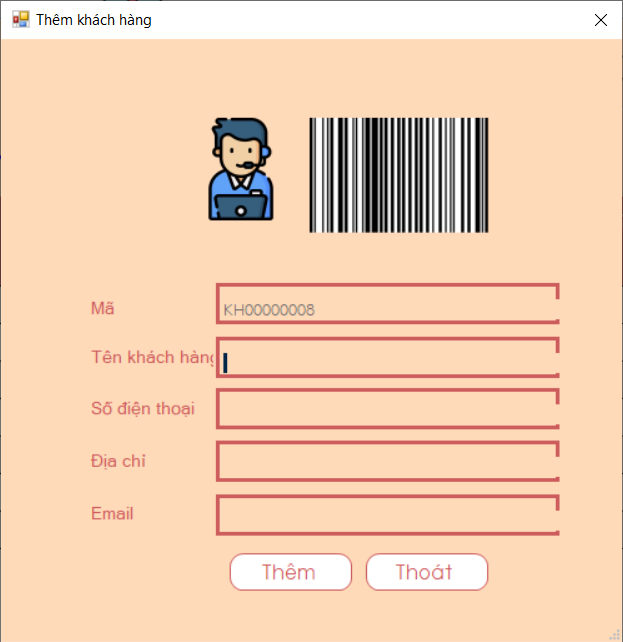 Thêm khách hàng
Mã
KH00000008
Tên khách hàng
Số điện thoại
Địa chỉ
Email
Thêm
Thoát